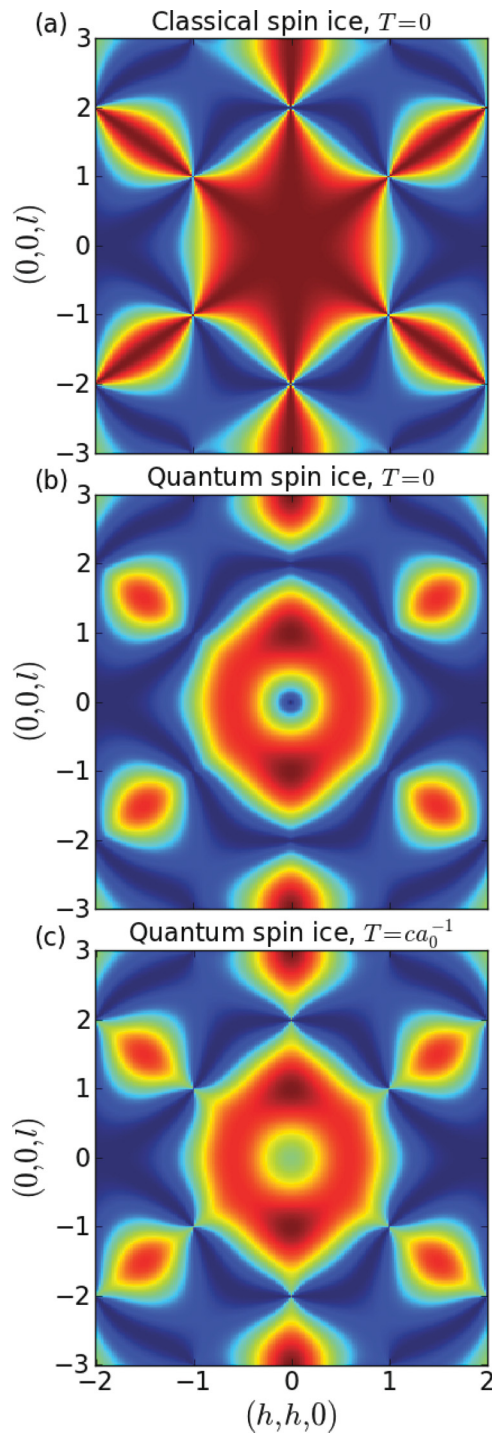 (a) Classical spin ice, T=0
3
2
1
0
−1
−2
−3
(0,0,l)
(b) Quantum spin ice, T=0
3
2
1
0
−1
−2
−3
(0,0,l)
(c) Quantum spin ice, T=ca₀⁻¹
3
2
1
0
−1
−2
−3
(0,0,l)
−2 −1 0 1 2
(h,h,0)